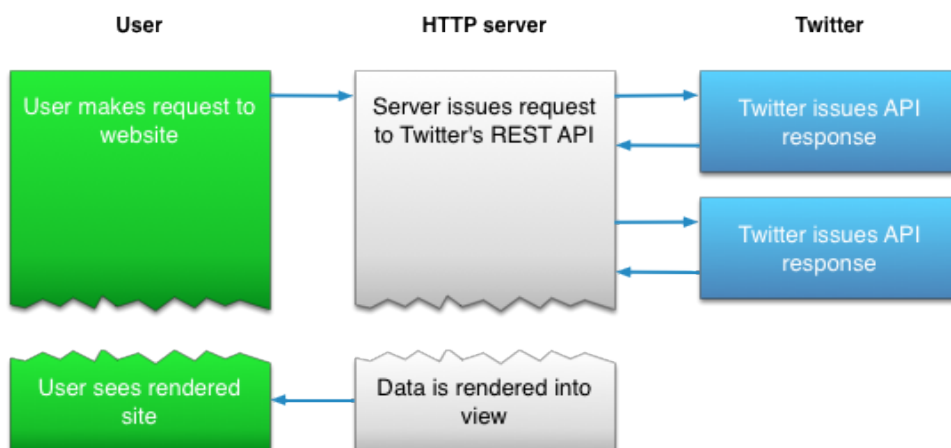 User
HTTP server
Twitter
User makes request to
website
Server issues request
to Twitter's REST API
Twitter issues API
response
Twitter issues API
response
User sees rendered
site
Data is rendered into
view